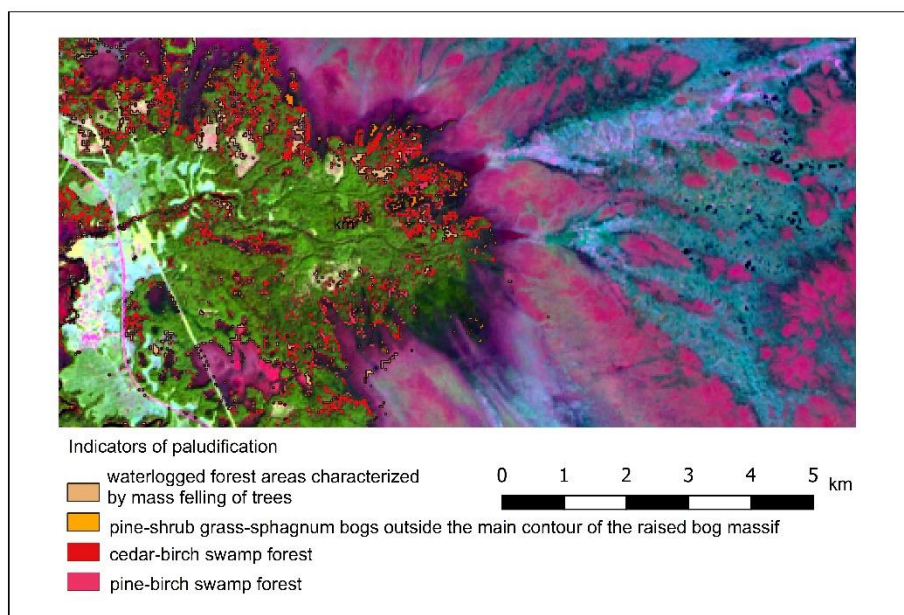 km
Indicators of paludification
waterlogged forest areas characterized
by mass felling of trees
pine-shrub grass-sphagnum bogs outside the main contour of the raised bog massif
cedar-birch swamp forest
pine-birch swamp forest
0 1 2 3 4 5
km